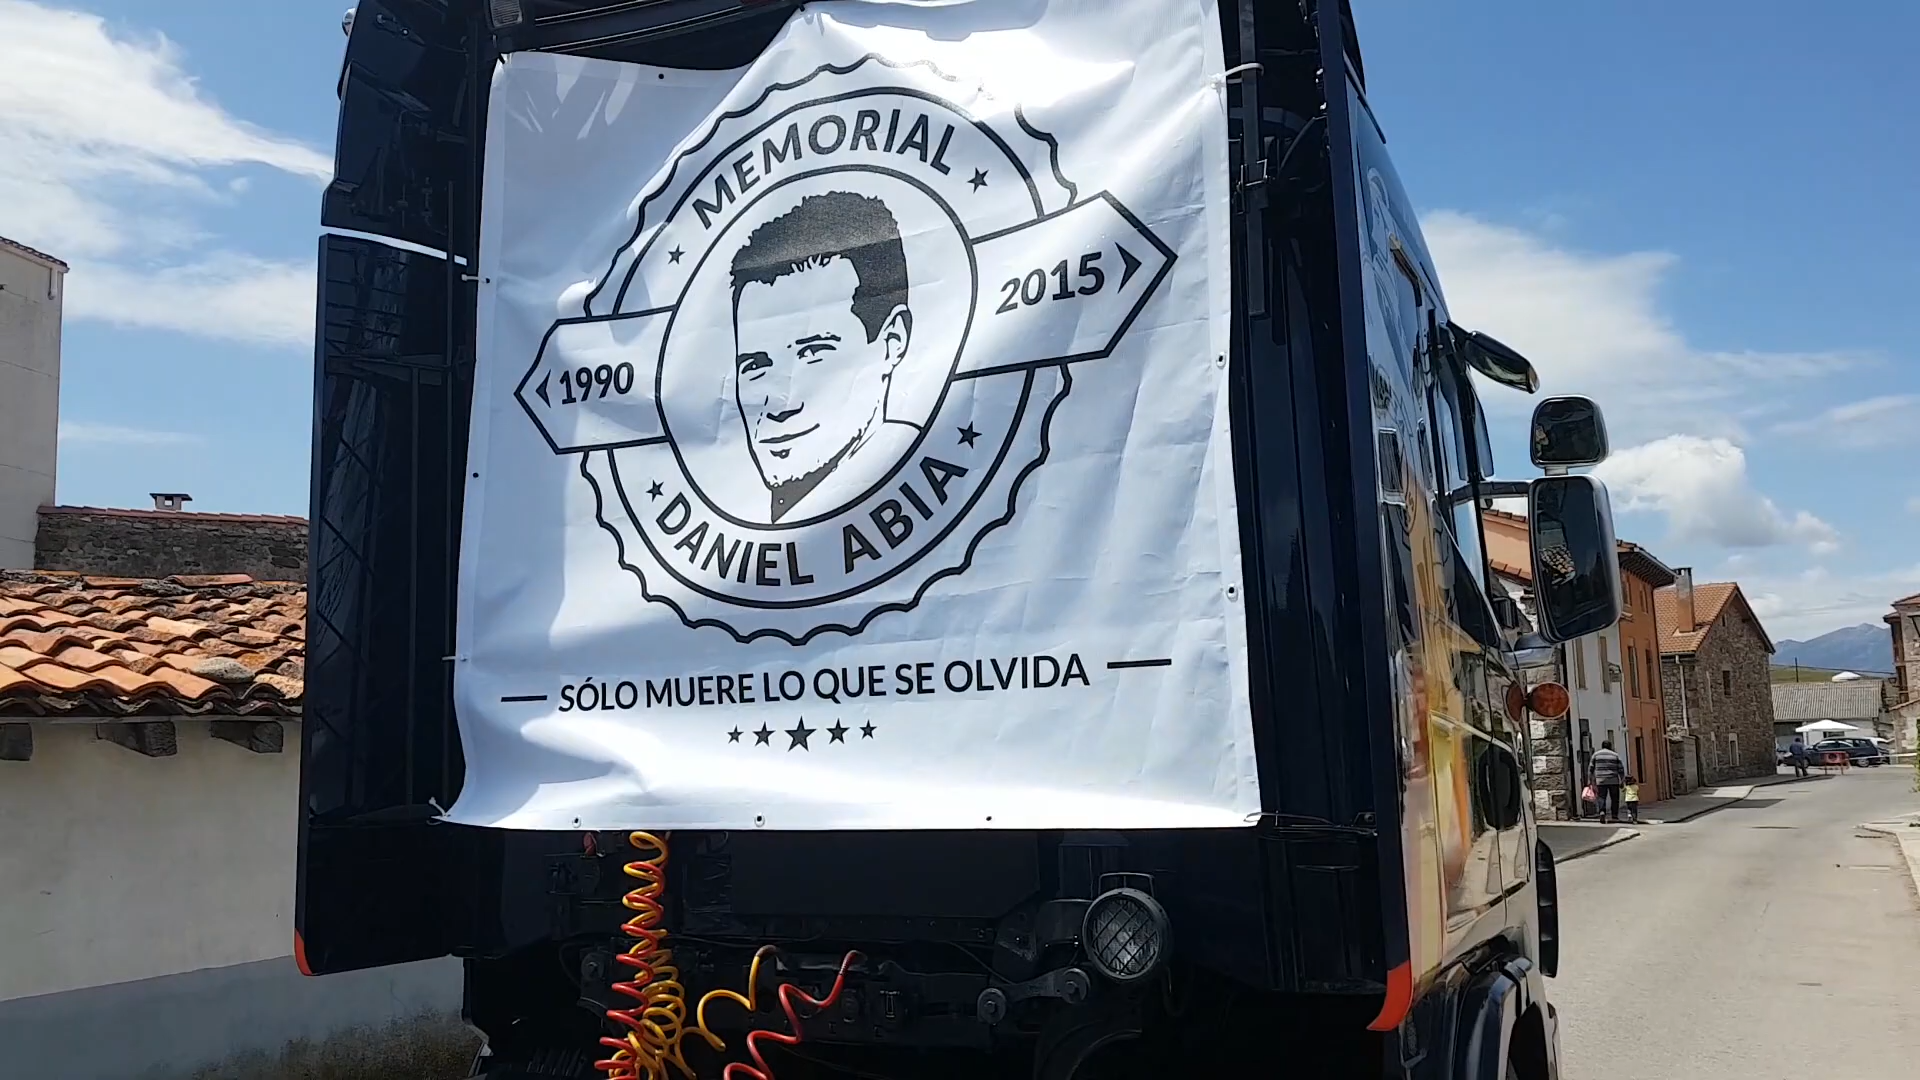 MEMORIAL
1990
2015
DANIEL ABIA
SÓLO MUERE LO QUE SE OLVIDA